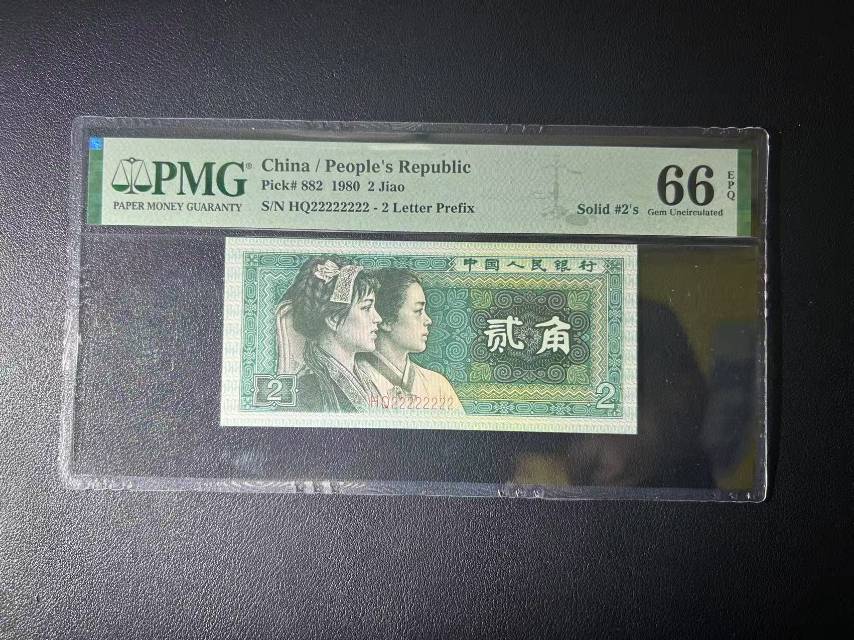 PMG®
PAPER MONEY GUARANTY
China / People's Republic
Pick# 882 1980 2 Jiao
S/N HQ22222222 - 2 Letter Prefix
Solid #2's
66 EPQ
Gem Uncirculated
中国人民银行
贰角
2
HQ22222222
2